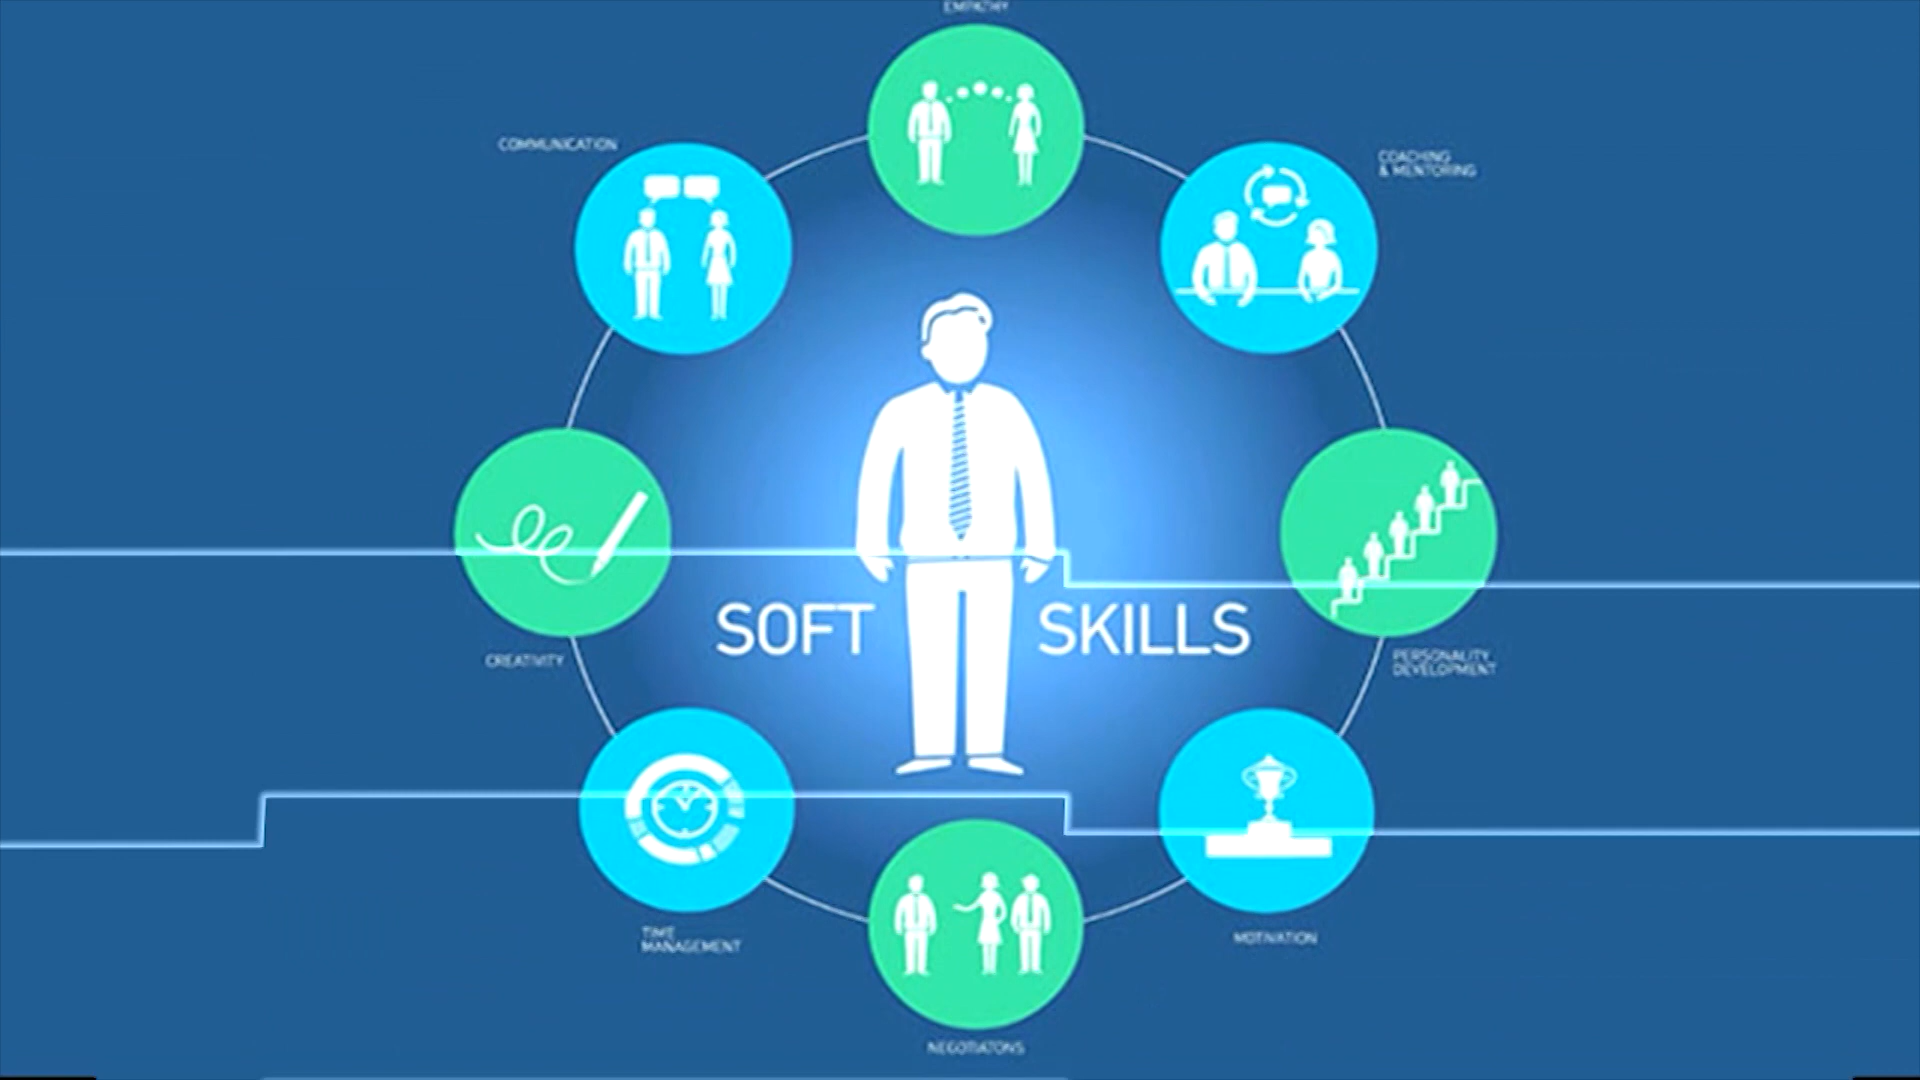 EMPATHY
COMMUNICATION
COACHING
& MENTORING
SOFT SKILLS
CREATIVITY
PERSONALITY
DEVELOPMENT
TIME
MANAGEMENT
MOTIVATION
NEGOTIATONS